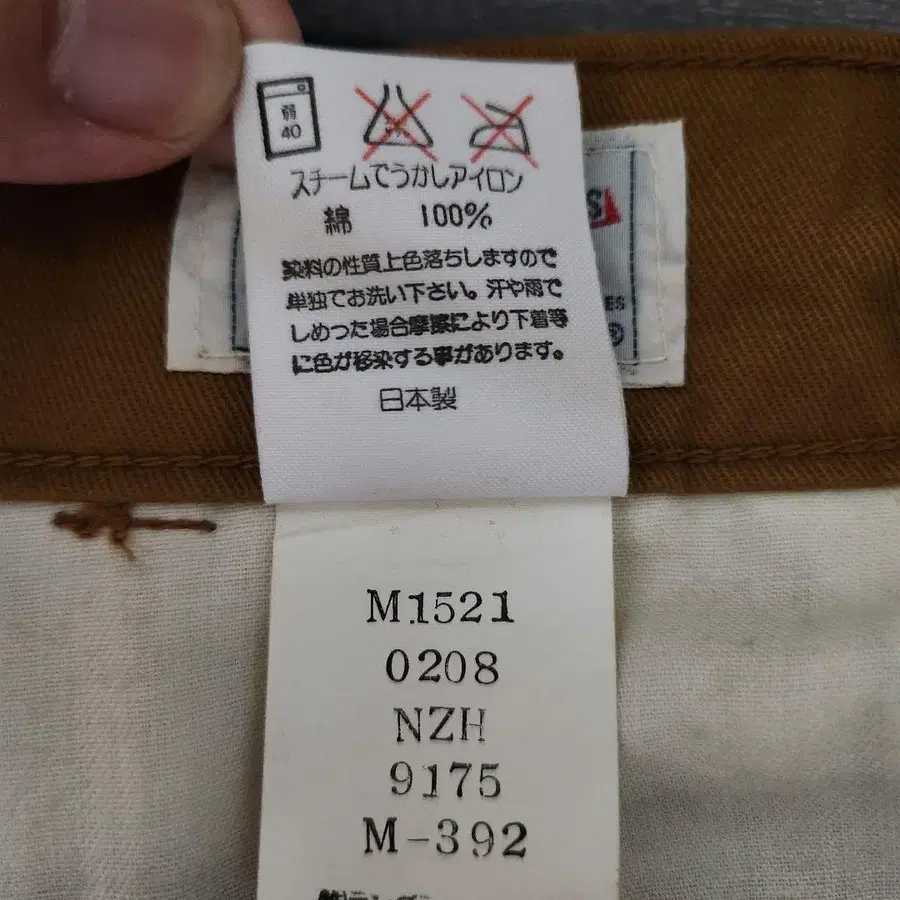 弱
40
スチームでうかしアイロン
綿 100%
染料の性質上色落ちしますので
単独でお洗い下さい。汗や雨で
しめった場合摩擦により下着等
に色が移染する事があります。
日本製
S
ES
®
M.1521
0208
NZH
9175
M-392